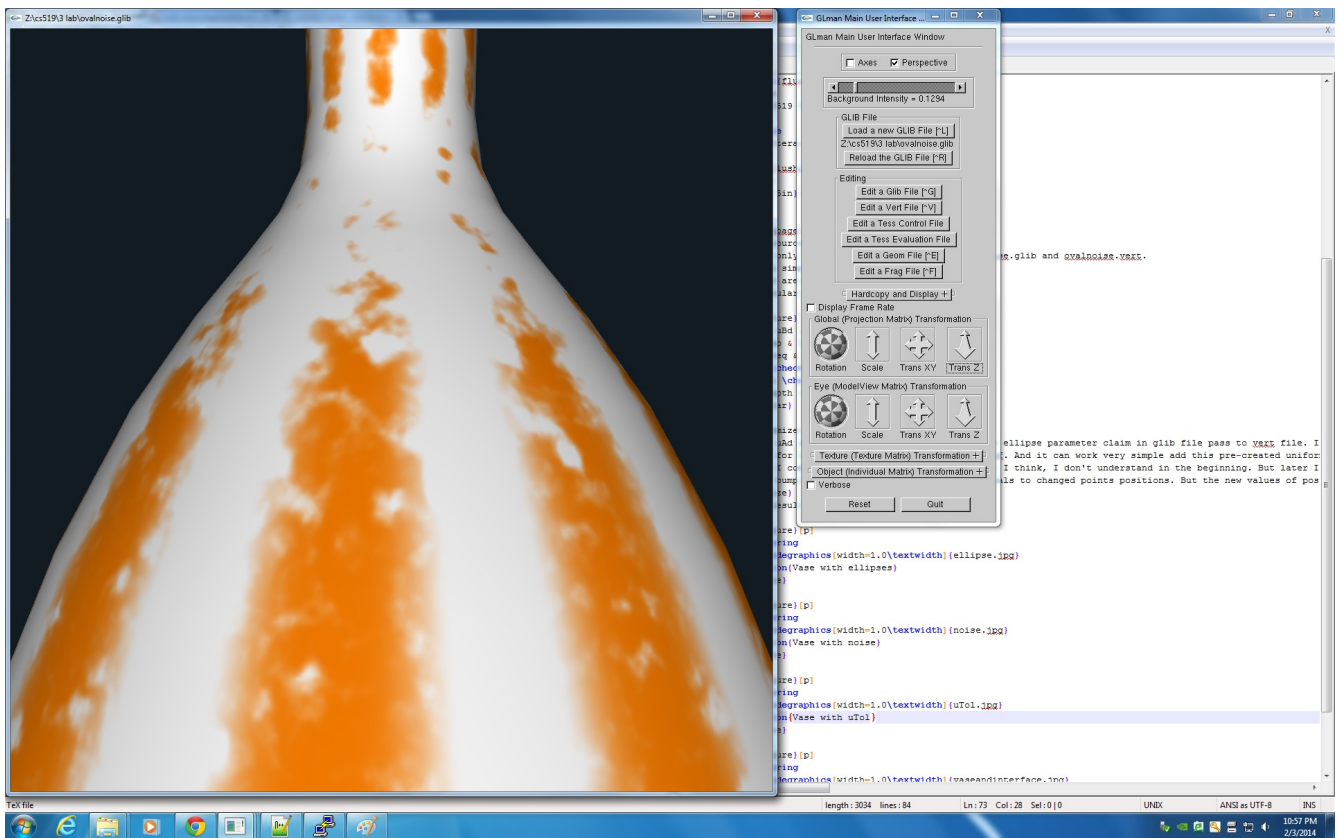 Z:\cs519\3 lab\ovalnoise.glib
GLman Main User Interface ...
GLman Main User Interface Window
Axes
Perspective
Background Intensity = 0.1294
GLIB File
Load a new GLIB File [^L]
Z:\cs519\3 lab\ovalnoise.glib
Reload the GLIB File [^R]
Editing
Edit a Glib File [^G]
Edit a Vert File [^V]
Edit a Tess Control File
Edit a Tess Evaluation File
Edit a Geom File [^E]
Edit a Frag File [^F]
Hardcopy and Display +
Display Frame Rate
Global (Projection Matrix) Transformation
Rotation Scale Trans XY Trans Z
Eye (ModelView Matrix) Transformation
Rotation Scale Trans XY Trans Z
Texture (Texture Matrix) Transformation +
Object (Individual Matrix) Transformation +
Verbose
Reset Quit
.glib and ovalnoise.vert.
ellipse parameter claim in glib file pass to vert file. I
. And it can work very simple add this pre-created unifor
I think, I don't understand in the beginning. But later I
ls to changed points positions. But the new values of pos
ure}[p]
ring
degraphics[width=1.0\textwidth]{ellipse.jpg}
on{Vase with ellipses}
e}
ure}[p]
ring
degraphics[width=1.0\textwidth]{noise.jpg}
on{Vase with noise}
e}
ure}[p]
ring
degraphics[width=1.0\textwidth]{uTol.jpg}
on{Vase with uTol}
e}
ure}[p]
ring
degraphics[width=1.0\textwidth]{vaseandinterface.jpg}
TeX file length : 3034 lines : 84 Ln : 73 Col : 28 Sel : 0 | 0 UNIX ANSI as UTF-8 INS
10:57 PM
2/3/2014